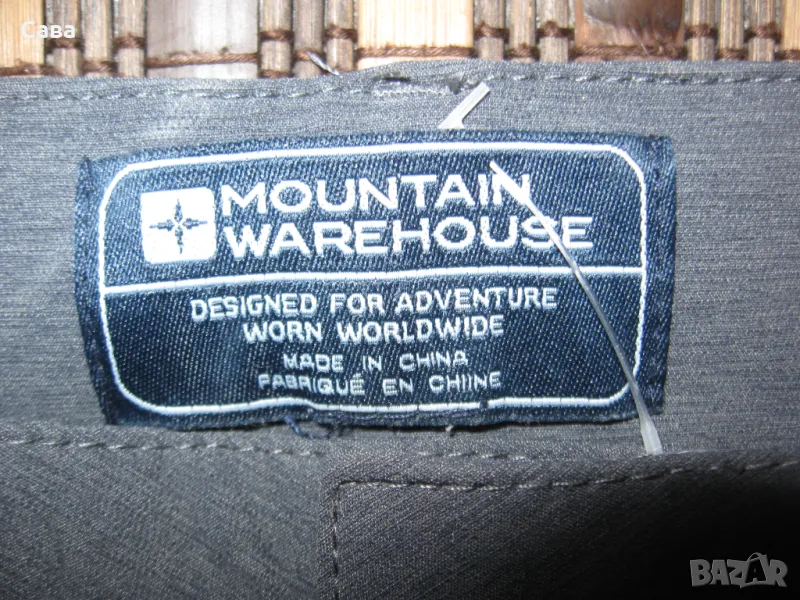 Сава
MOUNTAIN
WAREHOUSE
DESIGNED FOR ADVENTURE
WORN WORLDWIDE
MADE IN CHINA
FABRIQUÉ EN CHIINE
BAZAR